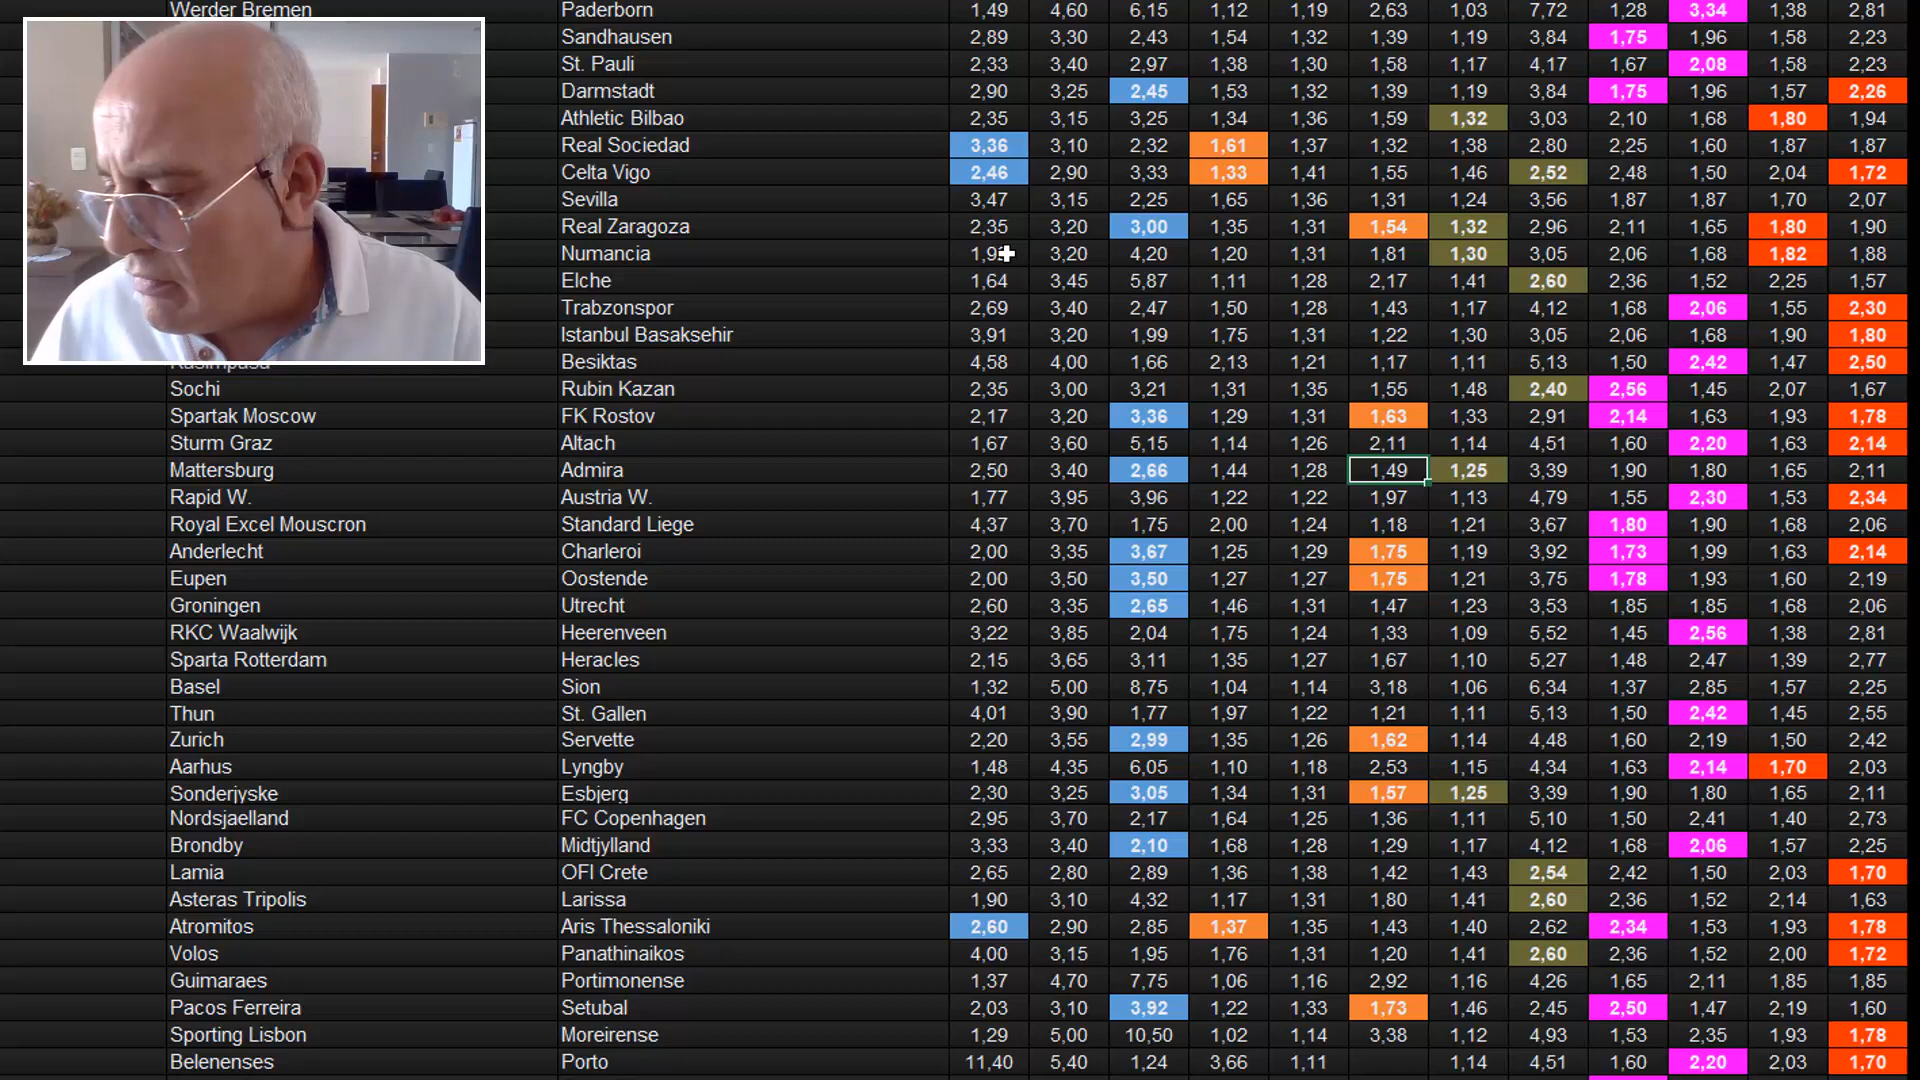 Werder Bremen Paderborn 1,49 4,60 6,15 1,12 1,19 2,63 1,03 7,72 1,28 3,34 1,38 2,81
Sandhausen 2,89 3,30 2,43 1,54 1,32 1,39 1,19 3,84 1,75 1,96 1,58 2,23
St. Pauli 2,33 3,40 2,97 1,38 1,30 1,58 1,17 4,17 1,67 2,08 1,58 2,23
Darmstadt 2,90 3,25 2,45 1,53 1,32 1,39 1,19 3,84 1,75 1,96 1,57 2,26
Athletic Bilbao 2,35 3,15 3,25 1,34 1,36 1,59 1,32 3,03 2,10 1,68 1,80 1,94
Real Sociedad 3,36 3,10 2,32 1,61 1,37 1,32 1,38 2,80 2,25 1,60 1,87 1,87
Celta Vigo 2,46 2,90 3,33 1,33 1,41 1,55 1,46 2,52 2,48 1,50 2,04 1,72
Sevilla 3,47 3,15 2,25 1,65 1,36 1,31 1,24 3,56 1,87 1,87 1,70 2,07
Real Zaragoza 2,35 3,20 3,00 1,35 1,31 1,54 1,32 2,96 2,11 1,65 1,80 1,90
Numancia 3,20 4,20 1,20 1,31 1,81 1,30 3,05 2,06 1,68 1,82 1,88
Elche 1,64 3,45 5,87 1,11 1,28 2,17 1,41 2,60 2,36 1,52 2,25 1,57
Trabzonspor 2,69 3,40 2,47 1,50 1,28 1,43 1,17 4,12 1,68 2,06 1,55 2,30
Istanbul Basaksehir 3,91 3,20 1,99 1,75 1,31 1,22 1,30 3,05 2,06 1,68 1,90 1,80
Besiktas 4,58 4,00 1,66 2,13 1,21 1,17 1,11 5,13 1,50 2,42 1,47 2,50
Sochi Rubin Kazan 2,35 3,00 3,21 1,31 1,35 1,55 1,48 2,40 2,56 1,45 2,07 1,67
Spartak Moscow FK Rostov 2,17 3,20 3,36 1,29 1,31 1,63 1,33 2,91 2,14 1,63 1,93 1,78
Sturm Graz Altach 1,67 3,60 5,15 1,14 1,26 2,11 1,14 4,51 1,60 2,20 1,63 2,14
Mattersburg Admira 2,50 3,40 2,66 1,44 1,28 1,49 1,25 3,39 1,90 1,80 1,65 2,11
Rapid W. Austria W. 1,77 3,95 3,96 1,22 1,22 1,97 1,13 4,79 1,55 2,30 1,53 2,34
Royal Excel Mouscron Standard Liege 4,37 3,70 1,75 2,00 1,24 1,18 1,21 3,67 1,80 1,90 1,68 2,06
Anderlecht Charleroi 2,00 3,35 3,67 1,25 1,29 1,75 1,19 3,92 1,73 1,99 1,63 2,14
Eupen Oostende 2,00 3,50 3,50 1,27 1,27 1,75 1,21 3,75 1,78 1,93 1,60 2,19
Groningen Utrecht 2,60 3,35 2,65 1,46 1,31 1,47 1,23 3,53 1,85 1,85 1,68 2,06
RKC Waalwijk Heerenveen 3,22 3,85 2,04 1,75 1,24 1,33 1,09 5,52 1,45 2,56 1,38 2,81
Sparta Rotterdam Heracles 2,15 3,65 3,11 1,35 1,27 1,67 1,10 5,27 1,48 2,47 1,39 2,77
Basel Sion 1,32 5,00 8,75 1,04 1,14 3,18 1,06 6,34 1,37 2,85 1,57 2,25
Thun St. Gallen 4,01 3,90 1,77 1,97 1,22 1,21 1,11 5,13 1,50 2,42 1,45 2,55
Zurich Servette 2,20 3,55 2,99 1,35 1,26 1,62 1,14 4,48 1,60 2,19 1,50 2,42
Aarhus Lyngby 1,48 4,35 6,05 1,10 1,18 2,53 1,15 4,34 1,63 2,14 1,70 2,03
Sonderjyske Esbjerg 2,30 3,25 3,05 1,34 1,31 1,57 1,25 3,39 1,90 1,80 1,65 2,11
Nordsjaelland FC Copenhagen 2,95 3,70 2,17 1,64 1,25 1,36 1,11 5,10 1,50 2,41 1,40 2,73
Brondby Midtjylland 3,33 3,40 2,10 1,68 1,28 1,29 1,17 4,12 1,68 2,06 1,57 2,25
Lamia OFI Crete 2,65 2,80 2,89 1,36 1,38 1,42 1,43 2,54 2,42 1,50 2,03 1,70
Asteras Tripolis Larissa 1,90 3,10 4,32 1,17 1,31 1,80 1,41 2,60 2,36 1,52 2,14 1,63
Atromitos Aris Thessaloniki 2,60 2,90 2,85 1,37 1,35 1,43 1,40 2,62 2,34 1,53 1,93 1,78
Volos Panathinaikos 4,00 3,15 1,95 1,76 1,31 1,20 1,41 2,60 2,36 1,52 2,00 1,72
Guimaraes Portimonense 1,37 4,70 7,75 1,06 1,16 2,92 1,16 4,26 1,65 2,11 1,85 1,85
Pacos Ferreira Setubal 2,03 3,10 3,92 1,22 1,33 1,73 1,46 2,45 2,50 1,47 2,19 1,60
Sporting Lisbon Moreirense 1,29 5,00 10,50 1,02 1,14 3,38 1,12 4,93 1,53 2,35 1,93 1,78
Belenenses Porto 11,40 5,40 1,24 3,66 1,11 1,14 4,51 1,60 2,20 2,03 1,70